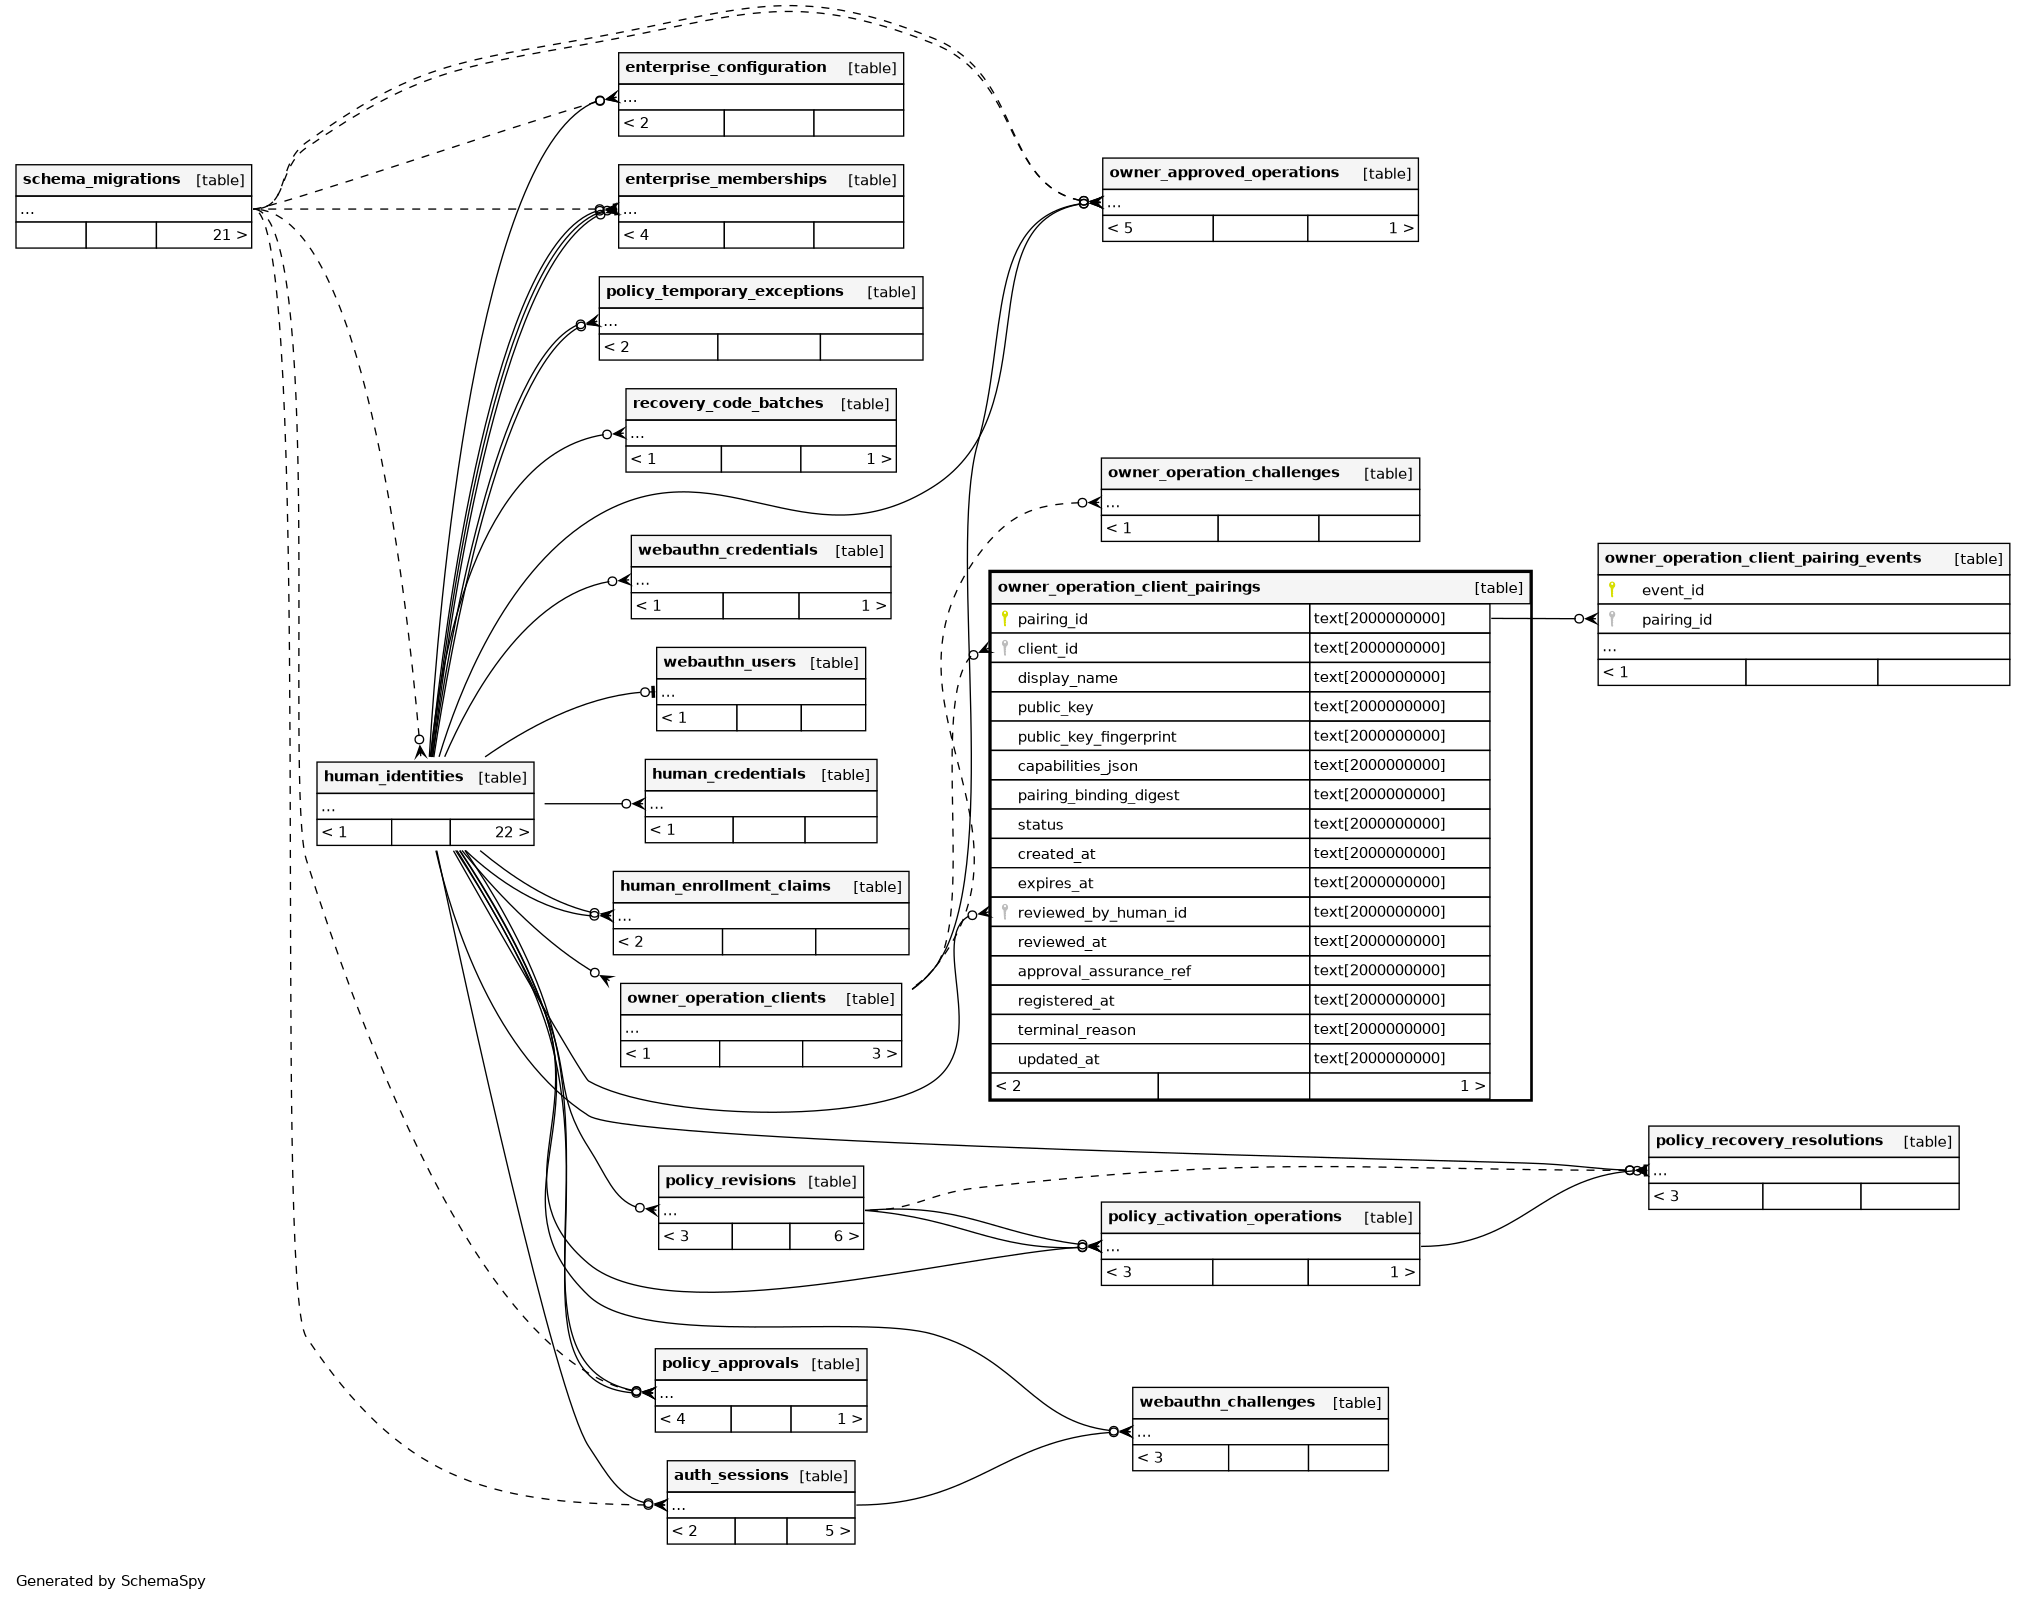 enterprise_configuration [table]
...
< 2
schema_migrations [table]
...
21 >
enterprise_memberships [table]
...
< 4
owner_approved_operations [table]
...
< 5 1 >
policy_temporary_exceptions [table]
...
< 2
recovery_code_batches [table]
...
< 1 1 >
owner_operation_challenges [table]
...
< 1
webauthn_credentials [table]
...
< 1 1 >
owner_operation_client_pairing_events [table]
event_id
pairing_id
...
< 1
owner_operation_client_pairings [table]
pairing_id text[2000000000]
client_id text[2000000000]
display_name text[2000000000]
public_key text[2000000000]
public_key_fingerprint text[2000000000]
capabilities_json text[2000000000]
pairing_binding_digest text[2000000000]
status text[2000000000]
created_at text[2000000000]
expires_at text[2000000000]
reviewed_by_human_id text[2000000000]
reviewed_at text[2000000000]
approval_assurance_ref text[2000000000]
registered_at text[2000000000]
terminal_reason text[2000000000]
updated_at text[2000000000]
< 2 1 >
webauthn_users [table]
...
< 1
human_identities [table]
...
< 1 22 >
human_credentials [table]
...
< 1
human_enrollment_claims [table]
...
< 2
owner_operation_clients [table]
...
< 1 3 >
policy_recovery_resolutions [table]
...
< 3
policy_revisions [table]
...
< 3 6 >
policy_activation_operations [table]
...
< 3 1 >
policy_approvals [table]
...
< 4 1 >
webauthn_challenges [table]
...
< 3
auth_sessions [table]
...
< 2 5 >
Generated by SchemaSpy